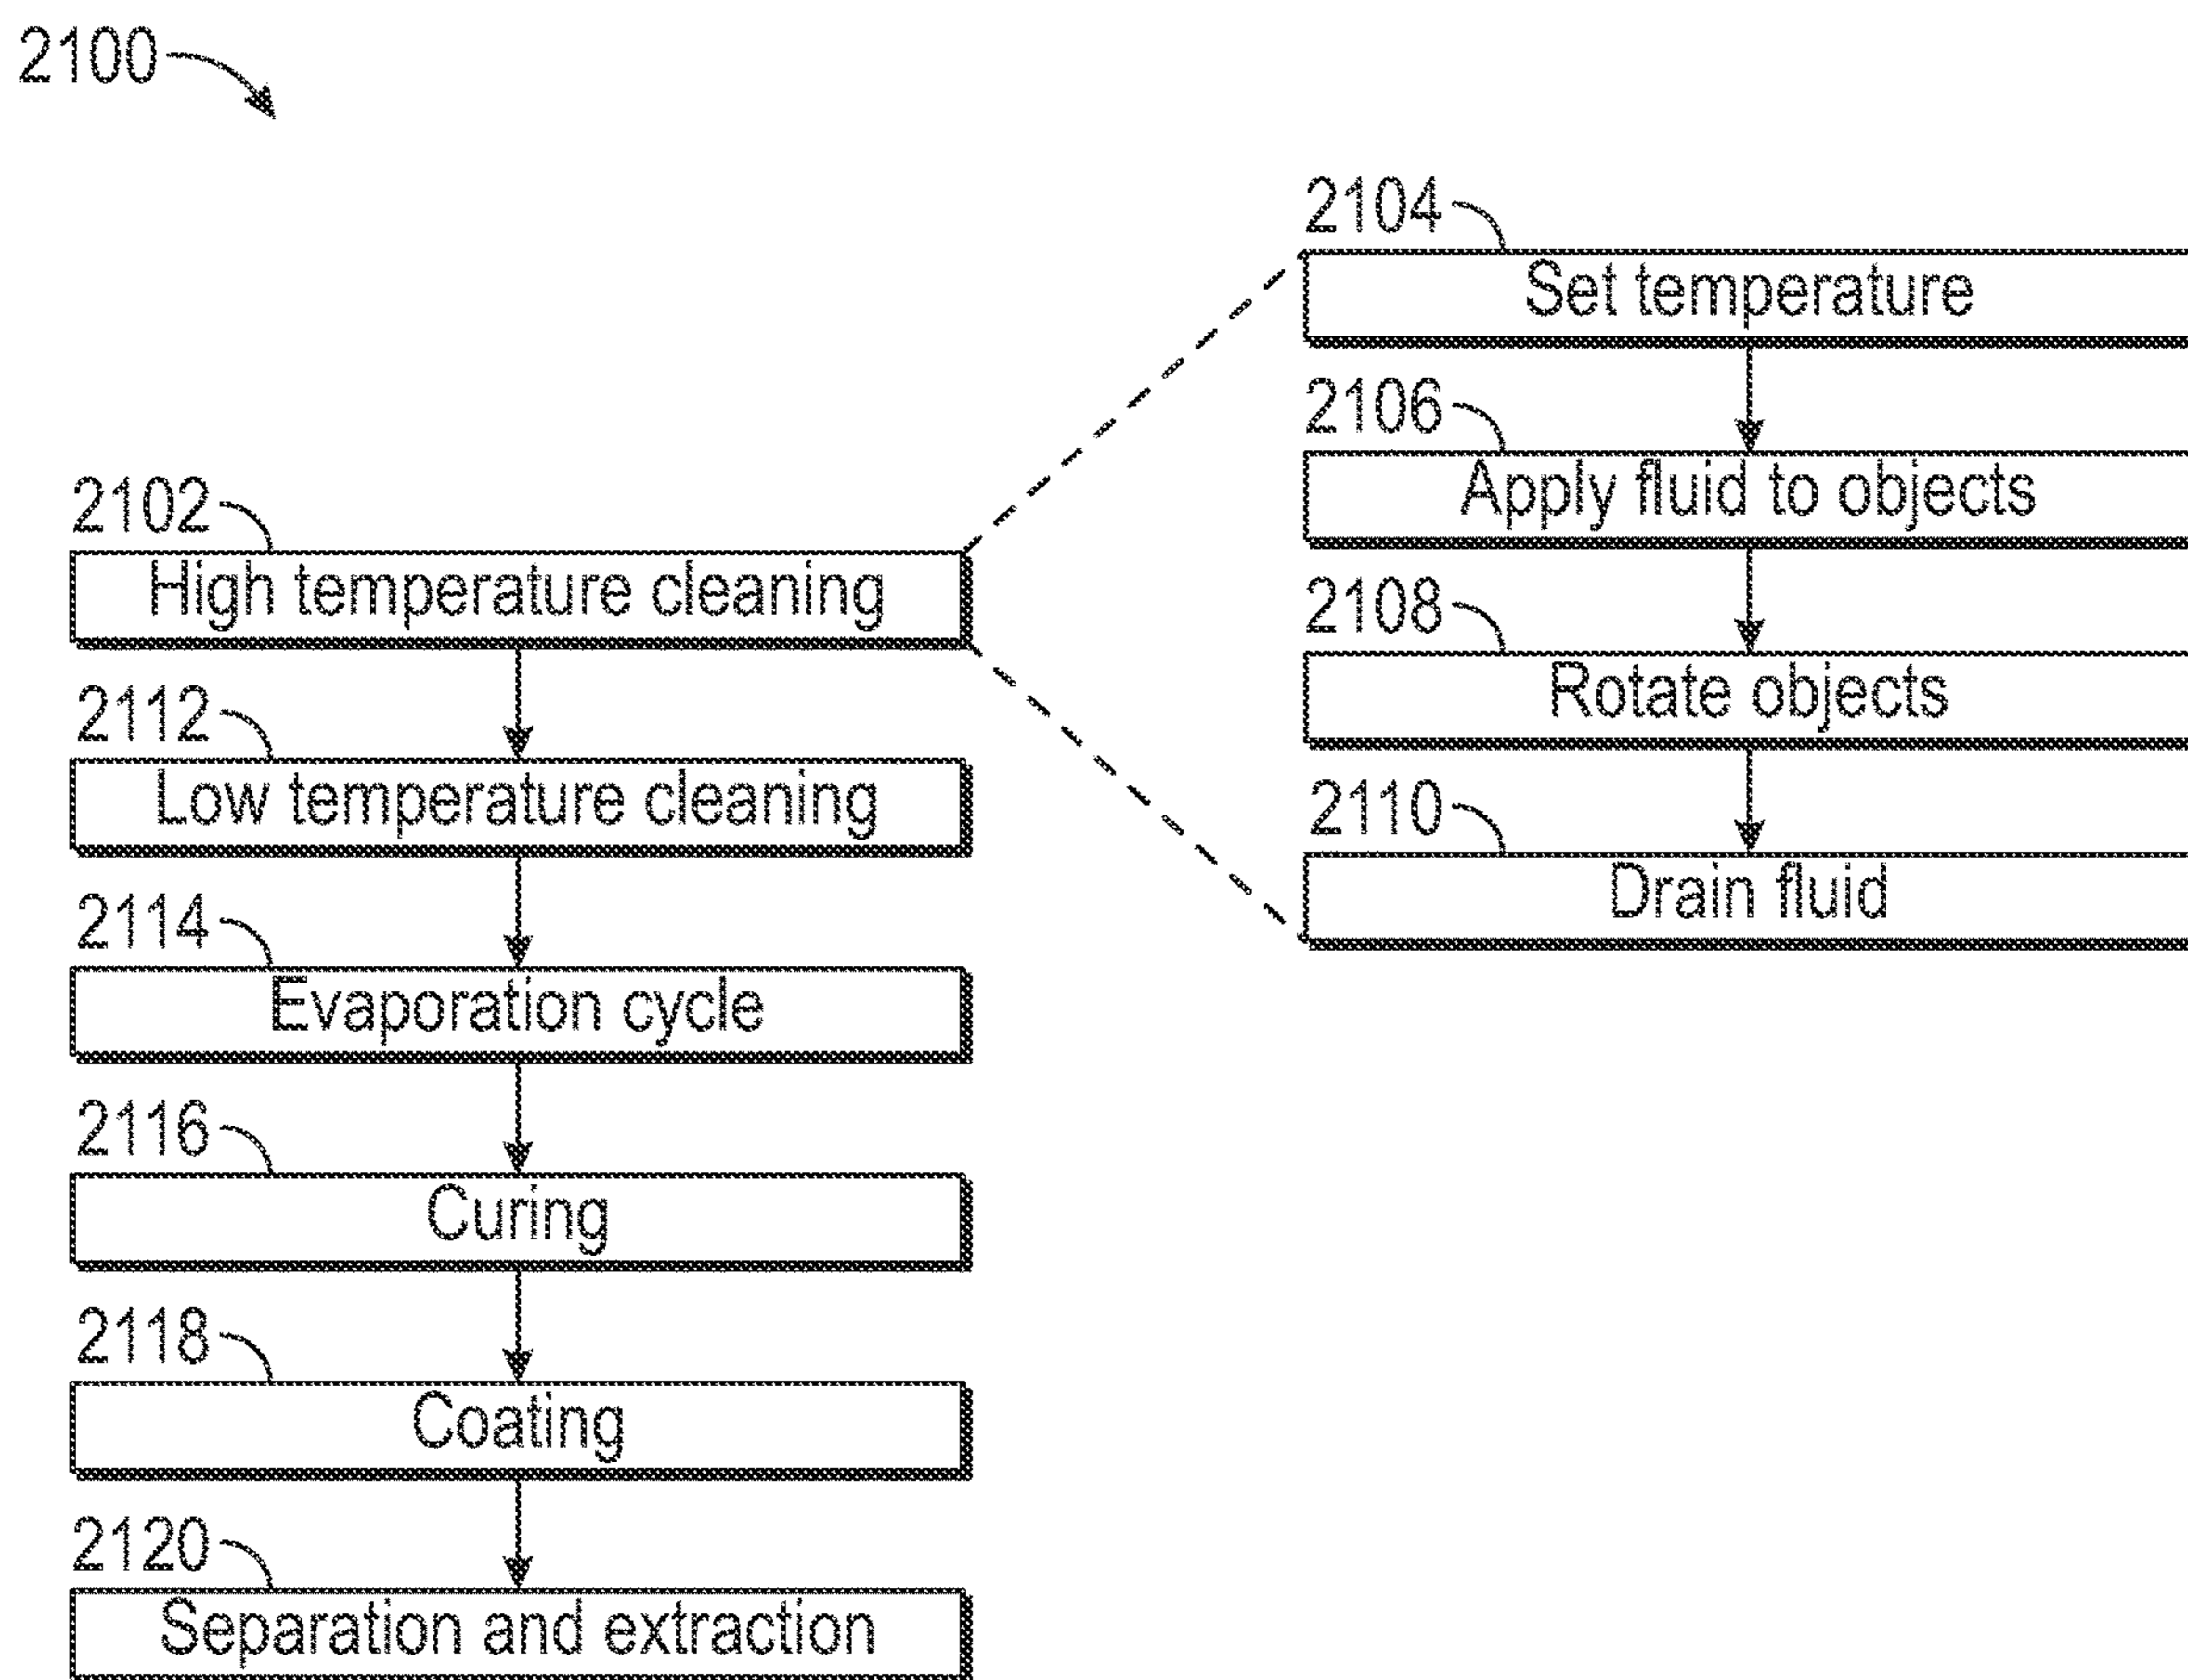 2100
2102
High temperature cleaning
2112
Low temperature cleaning
2114
Evaporation cycle
2116
Curing
2118
Coating
2120
Separation and extraction
2104
Set temperature
2106
Apply fluid to objects
2108
Rotate objects
2110
Drain fluid